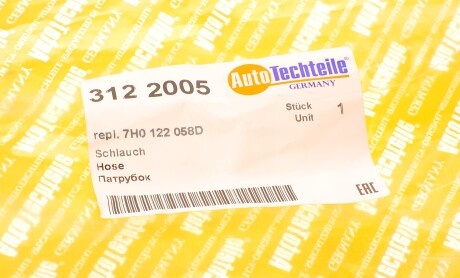 312 2005
AutoTechteile®
GERMANY
Stück
Unit 1
repl. 7H0 122 058D
Schlauch
Hose
Патрубок
EAC